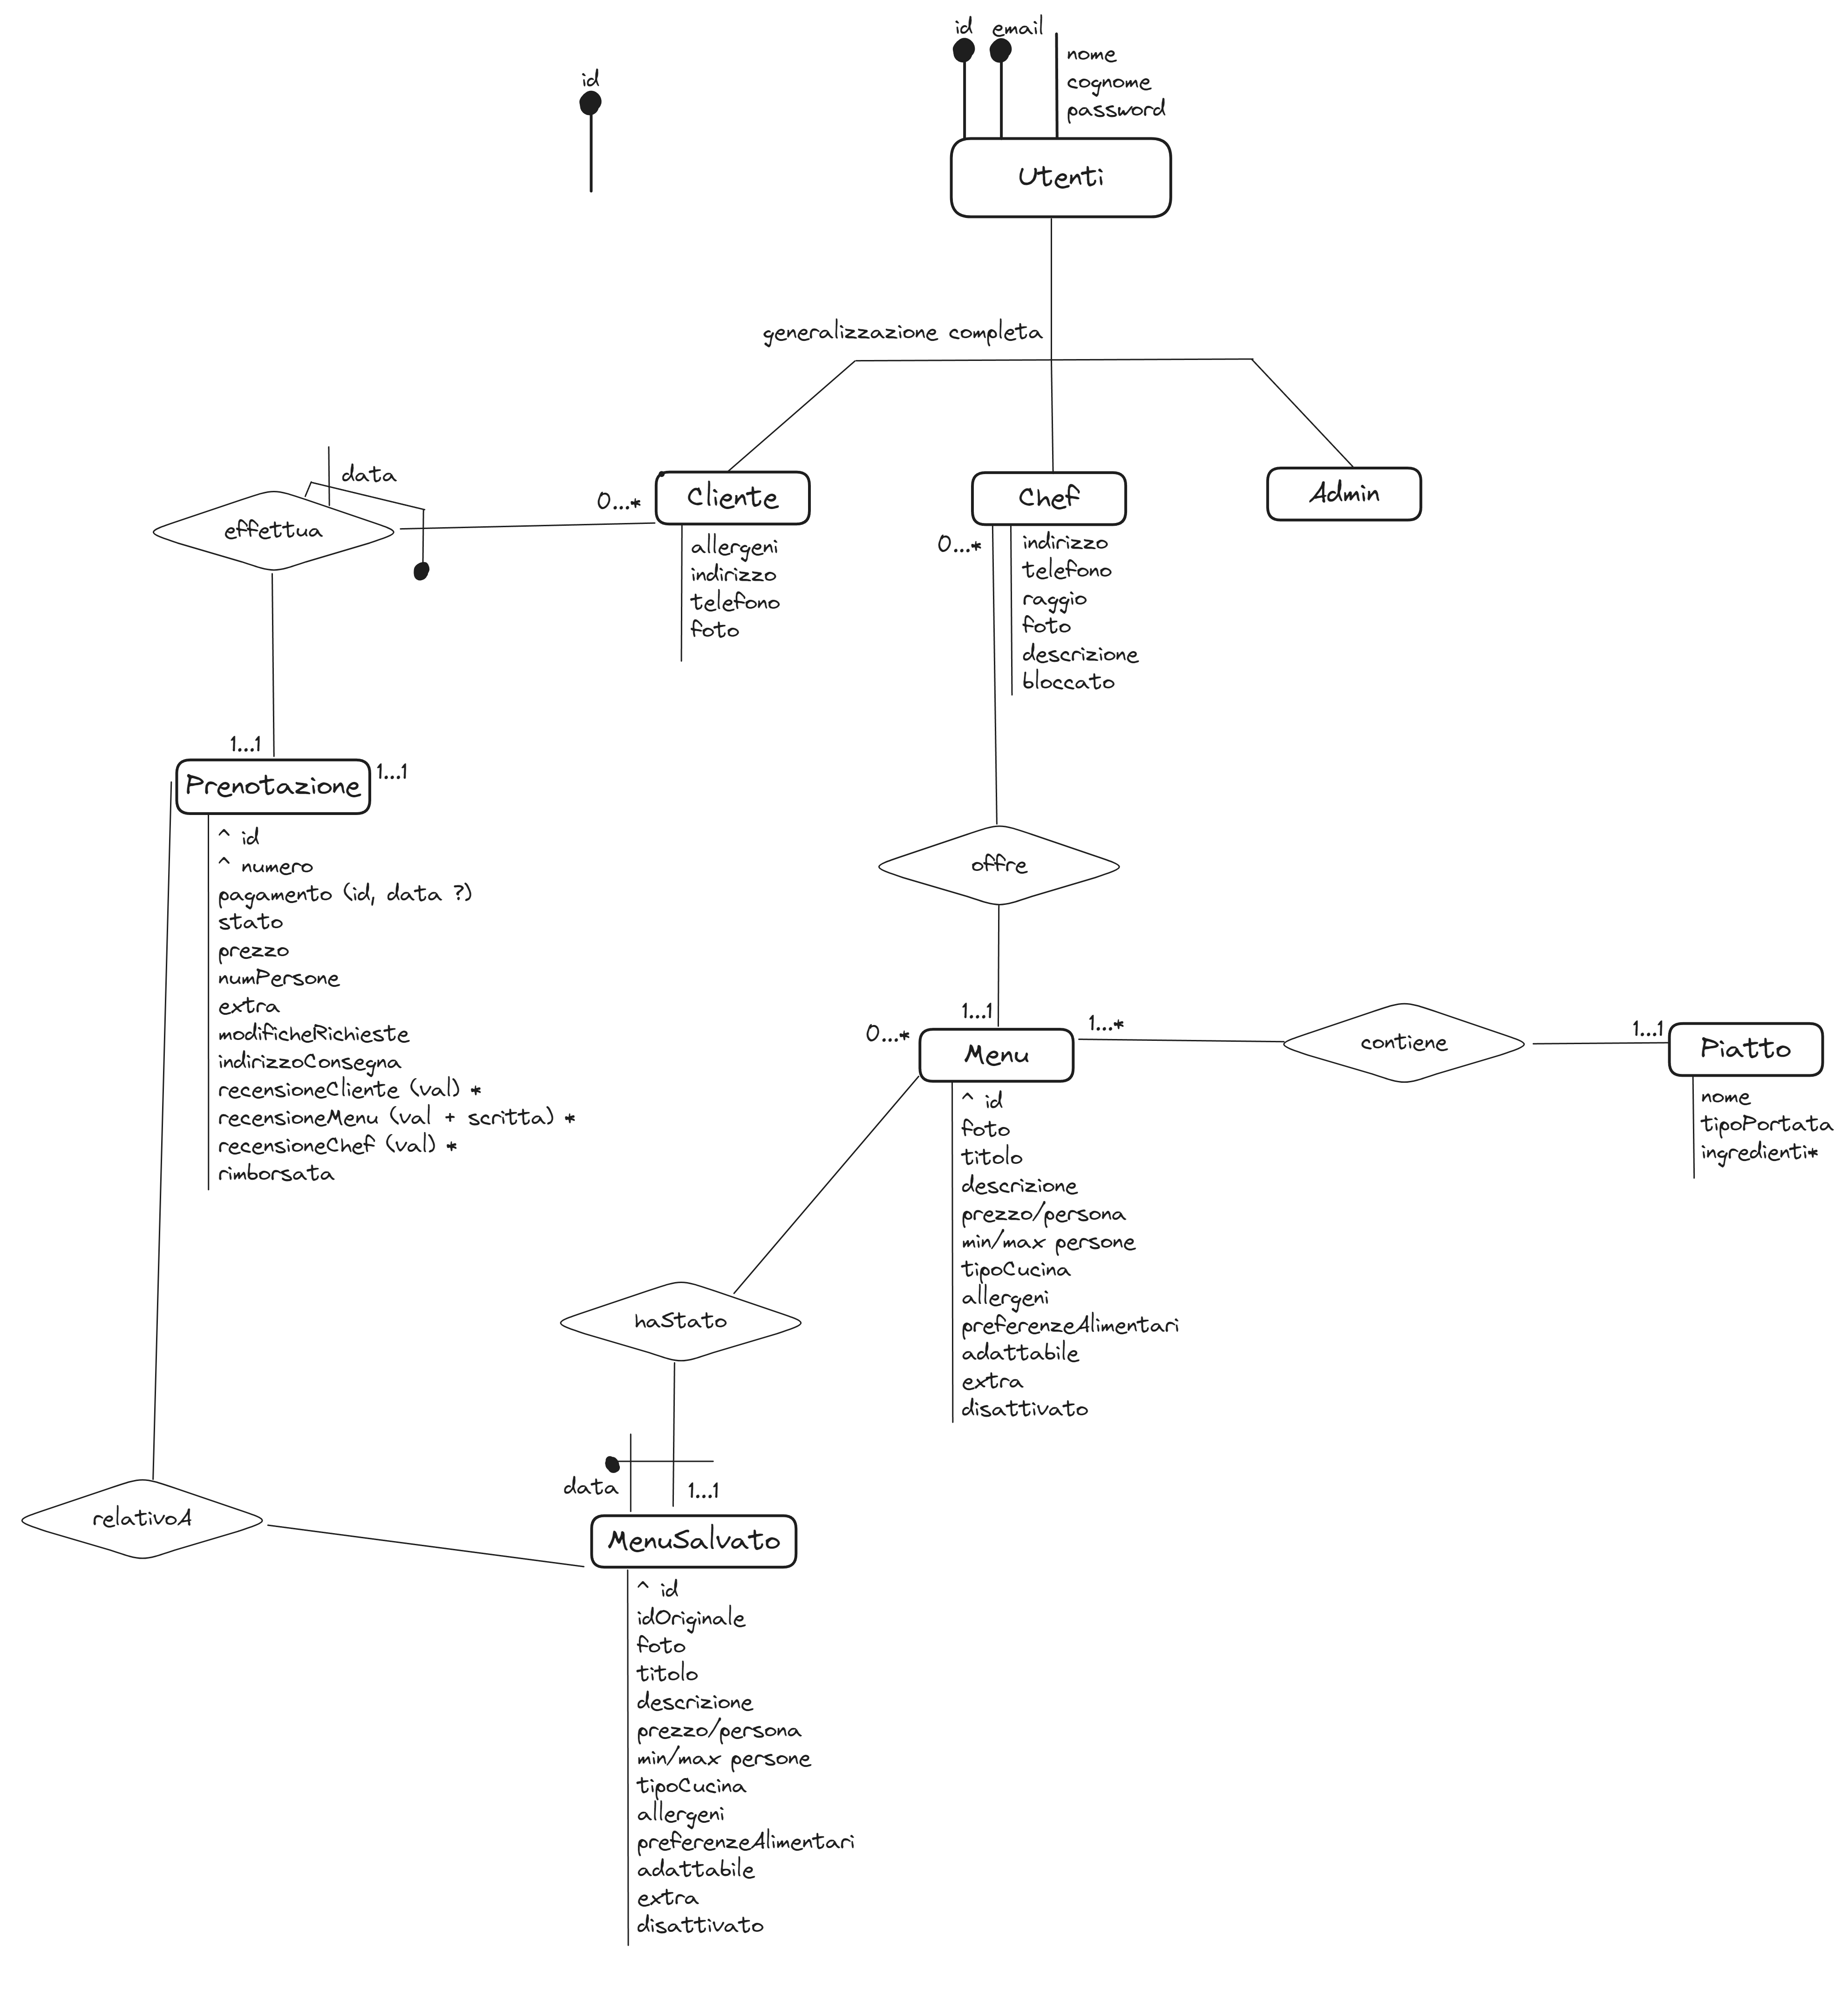 id email
nome
cognome
password
id
Utenti
generalizzazione completa
data
effettua
0...*
Cliente
allergeni
indirizzo
telefono
foto
Chef
0...*
indirizzo
telefono
raggio
foto
descrizione
bloccato
Admin
1...1
Prenotazione
1...1
^ id
^ numero
pagamento (id, data ?)
stato
prezzo
numPersone
extra
modificheRichieste
indirizzoConsegna
recensioneCliente (val) *
recensioneMenu (val + scritta) *
recensioneChef (val) *
rimborsata
offre
1...1
0...*
Menu
1...*
contiene
1...1
Piatto
nome
tipoPortata
ingredienti*
^ id
foto
titolo
descrizione
prezzo/persona
min/max persone
tipoCucina
allergeni
preferenzeAlimentari
adattabile
extra
disattivato
haStato
data
1...1
relativoA
MenuSalvato
^ id
idOriginale
foto
titolo
descrizione
prezzo/persona
min/max persone
tipoCucina
allergeni
preferenzeAlimentari
adattabile
extra
disattivato